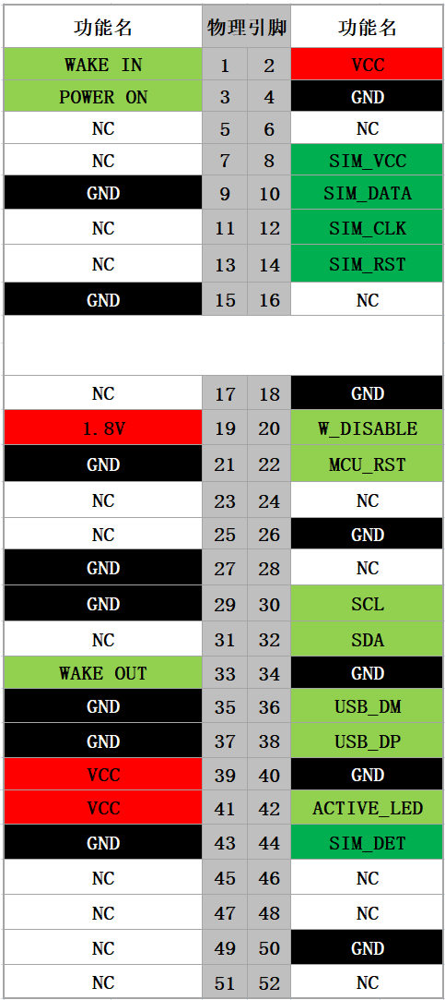 功能名 物理引脚 功能名
WAKE IN 1 2 VCC
POWER ON 3 4 GND
NC 5 6 NC
NC 7 8 SIM_VCC
GND 9 10 SIM_DATA
NC 11 12 SIM_CLK
NC 13 14 SIM_RST
GND 15 16 NC
NC 17 18 GND
1.8V 19 20 W_DISABLE
GND 21 22 MCU_RST
NC 23 24 NC
NC 25 26 GND
GND 27 28 NC
GND 29 30 SCL
NC 31 32 SDA
WAKE OUT 33 34 GND
GND 35 36 USB_DM
GND 37 38 USB_DP
VCC 39 40 GND
VCC 41 42 ACTIVE_LED
GND 43 44 SIM_DET
NC 45 46 NC
NC 47 48 NC
NC 49 50 GND
NC 51 52 NC